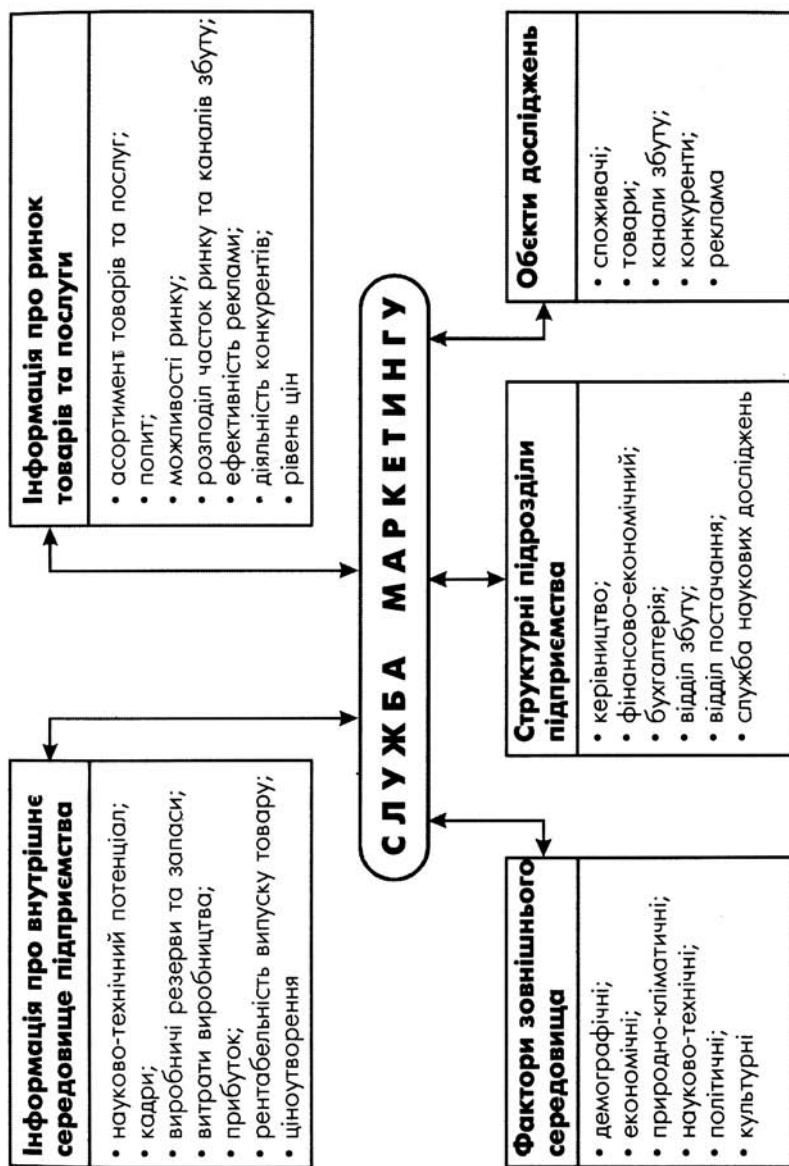 Інформація про внутрішнє
середовище підприємства
• науково-технічний потенціал;
• кадри;
• виробничі резерви та запаси;
• витрати виробництва;
• прибуток;
• рентабельність випуску товару;
• ціноутворення
Інформація про ринок
товарів та послуги
• асортимент товарів та послуг;
• попит;
• можливості ринку;
• розподіл часток ринку та каналів збуту;
• ефективність реклами;
• діяльність конкурентів;
• рівень цін
СЛУЖБА МАРКЕТИНГУ
Фактори зовнішнього
середовища
• демографічні;
• економічні;
• природно-кліматичні;
• науково-технічні;
• політичні;
• культурні
Структурні підрозділи
підприємства
• керівництво;
• фінансово-економічний;
• бухгалтерія;
• відділ збуту;
• відділ постачання;
• служба наукових досліджень
Обєкти досліджень
• споживачі;
• товари;
• канали збуту;
• конкуренти;
• реклама